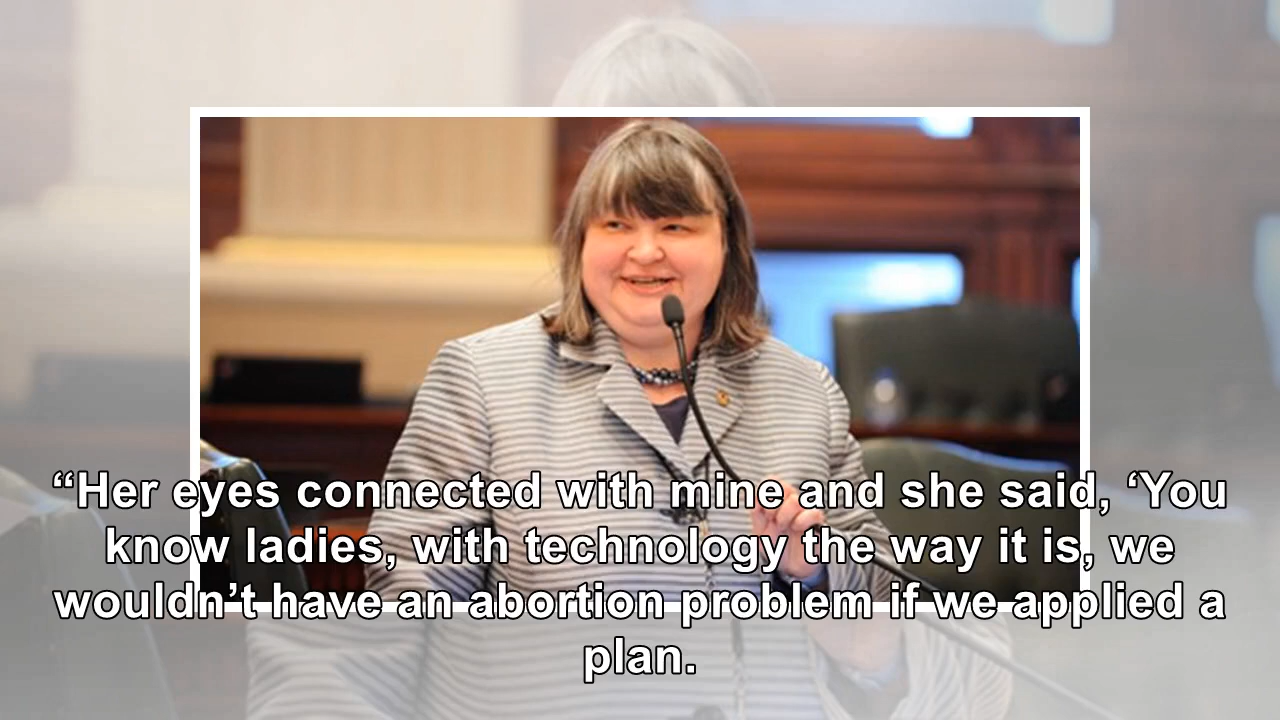 “Her eyes connected with mine and she said, ‘You
know ladies, with technology the way it is, we
wouldn’t have an abortion problem if we applied a
plan.